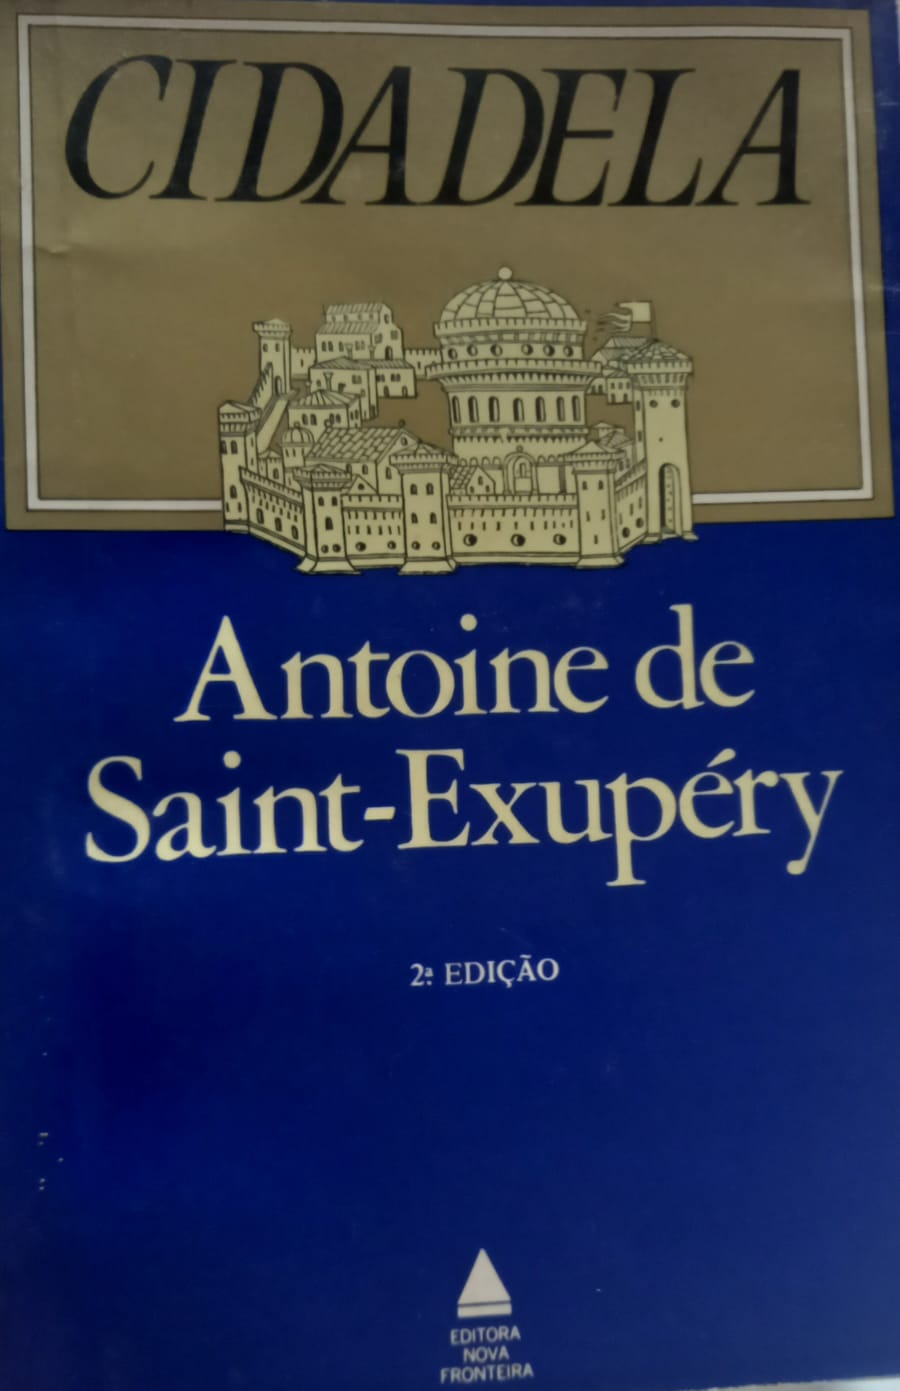 CIDADELA
Antoine de
Saint-Exupéry
2ª EDIÇÃO
EDITORA
NOVA
FRONTEIRA